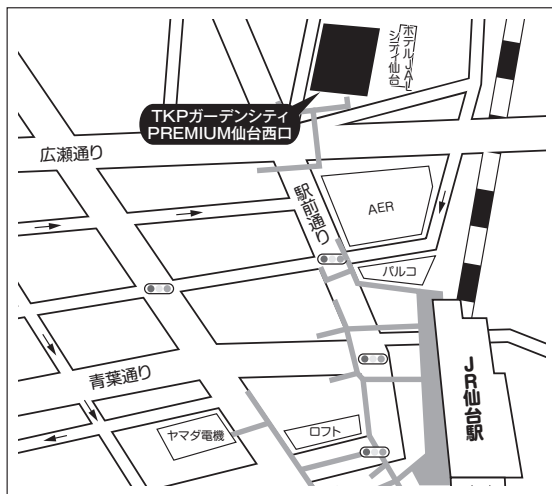 ホテルJAL
シティ仙台
TKPガーデンシティ
PREMIUM仙台西口
広瀬通り
駅前通り
AER
パルコ
青葉通り
JR仙台駅
ヤマダ電機
ロフト